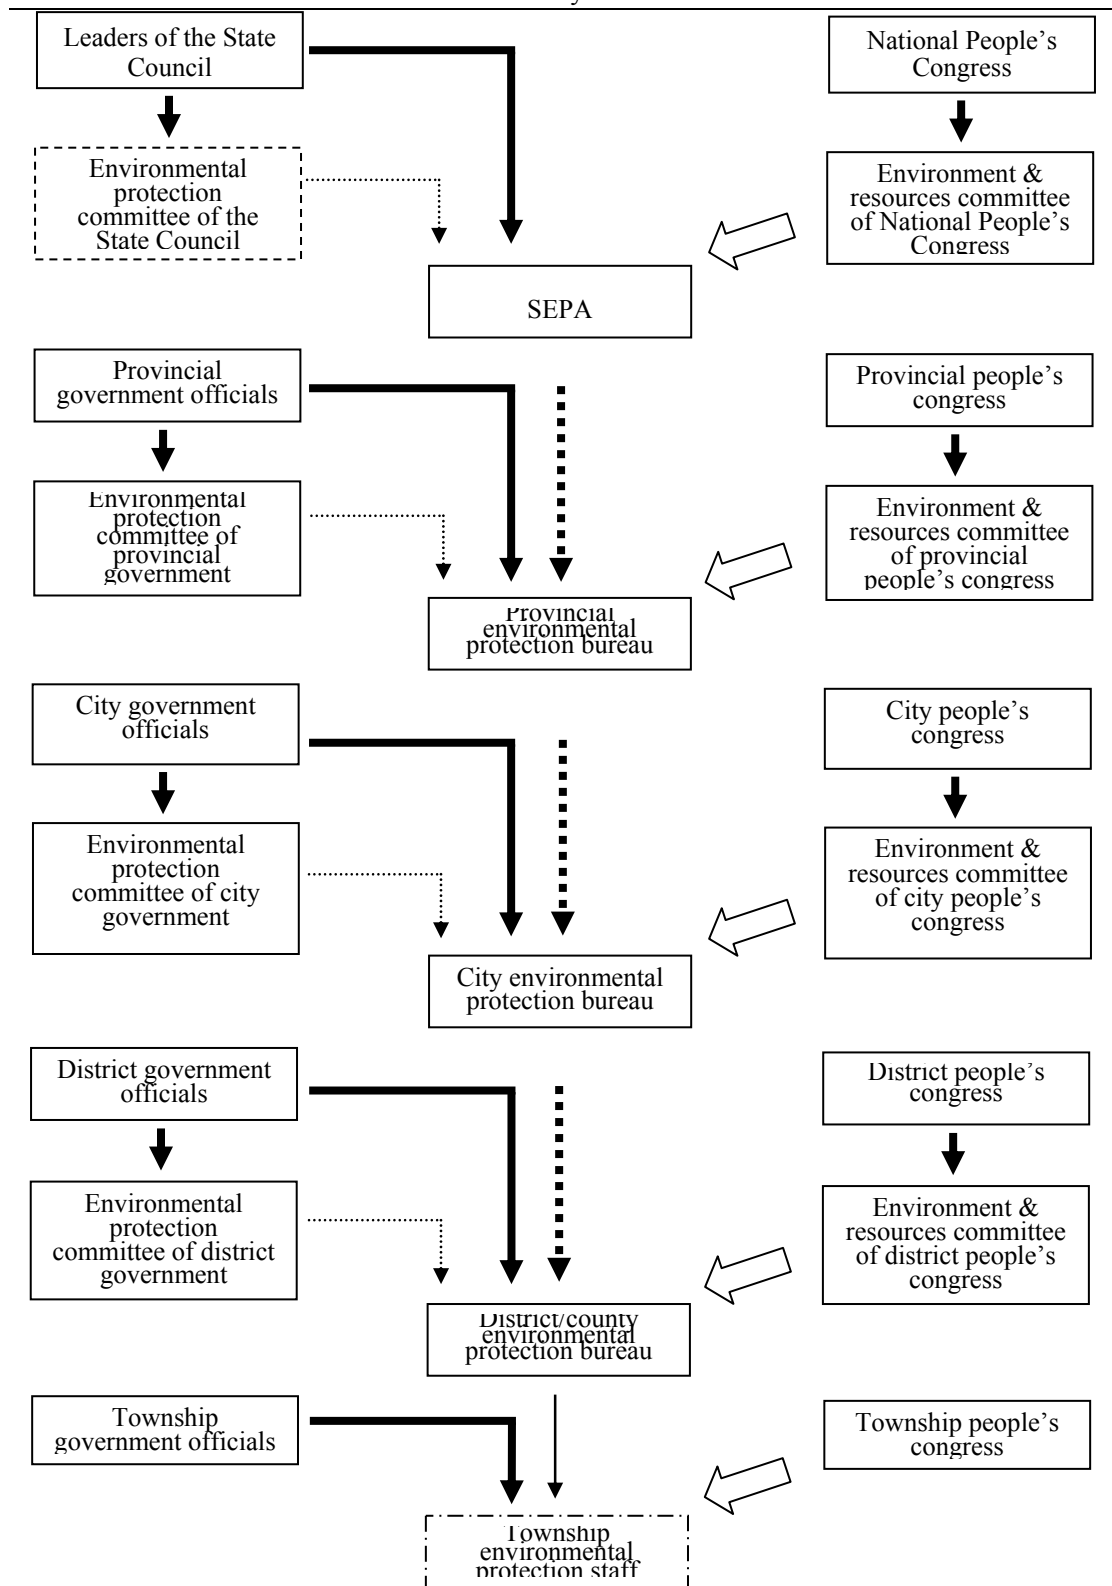 Leaders of the State
Council
National People's
Congress
Environmental
protection
committee of the
State Council
Environment &
resources committee
of National People's
Congress
SEPA
Provincial
government officials
Provincial people's
congress
Environmental
protection
committee of
provincial
government
Environment &
resources committee
of provincial
people's congress
Provincial
environmental
protection bureau
City government
officials
City people's
congress
Environmental
protection
committee of city
government
Environment &
resources committee
of city people's
congress
City environmental
protection bureau
District government
officials
District people's
congress
Environmental
protection
committee of district
government
Environment &
resources committee
of district people's
congress
District/county
environmental
protection bureau
Township
government officials
Township people's
congress
Township
environmental
protection staff